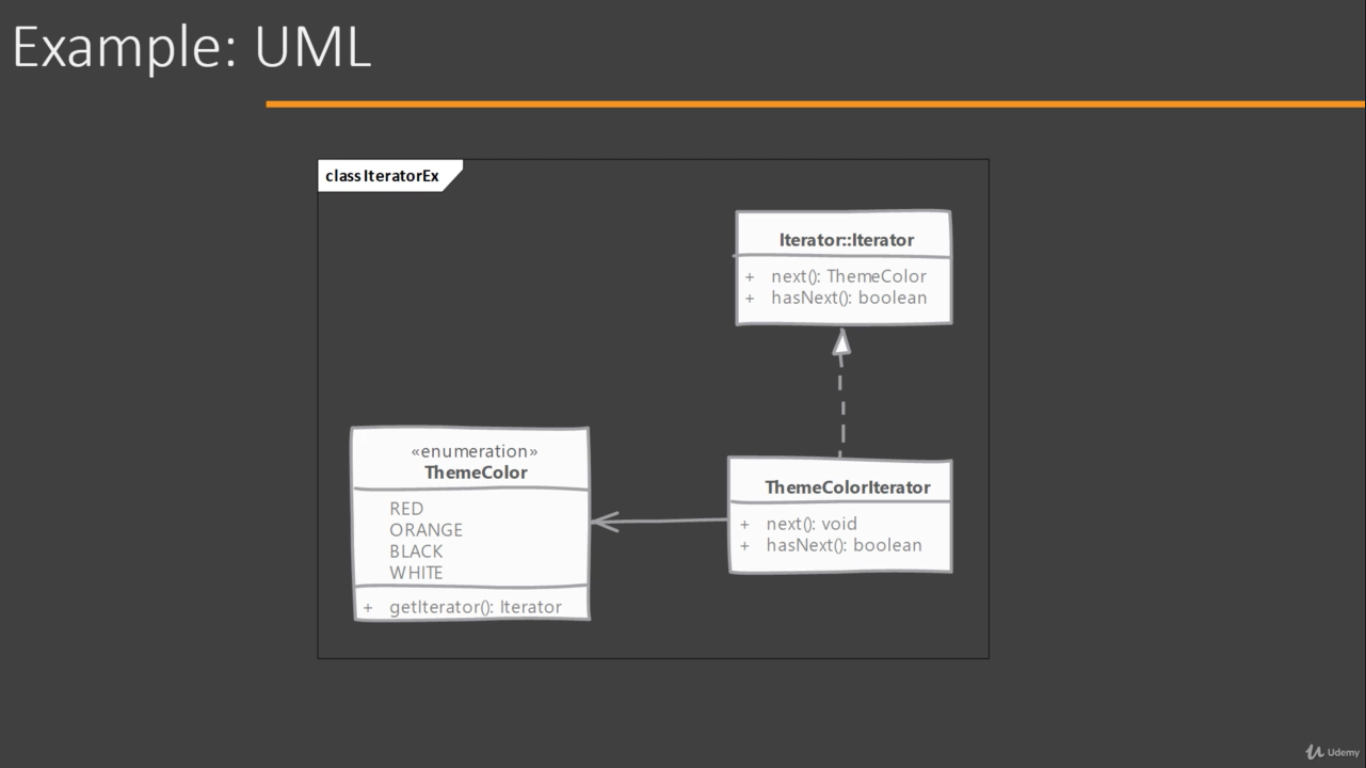 Example: UML
class IteratorEx
Iterator::Iterator
+ next(): ThemeColor
+ hasNext(): boolean
«enumeration»
ThemeColor
RED
ORANGE
BLACK
WHITE
+ getIterator(): Iterator
ThemeColorIterator
+ next(): void
+ hasNext(): boolean
Udemy